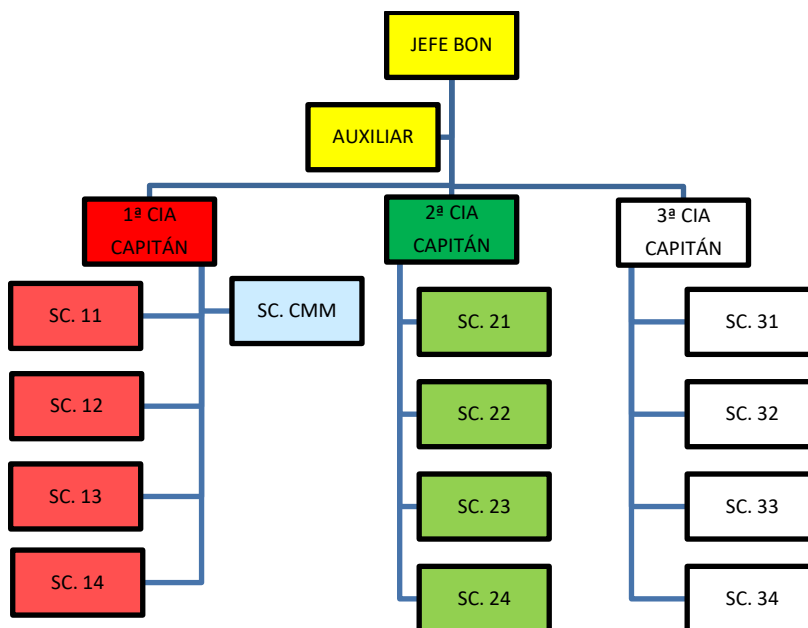 JEFE BON
AUXILIAR
1ª CIA
CAPITÁN
2ª CIA
CAPITÁN
3ª CIA
CAPITÁN
SC. 11
SC. CMM
SC. 12
SC. 13
SC. 14
SC. 21
SC. 22
SC. 23
SC. 24
SC. 31
SC. 32
SC. 33
SC. 34